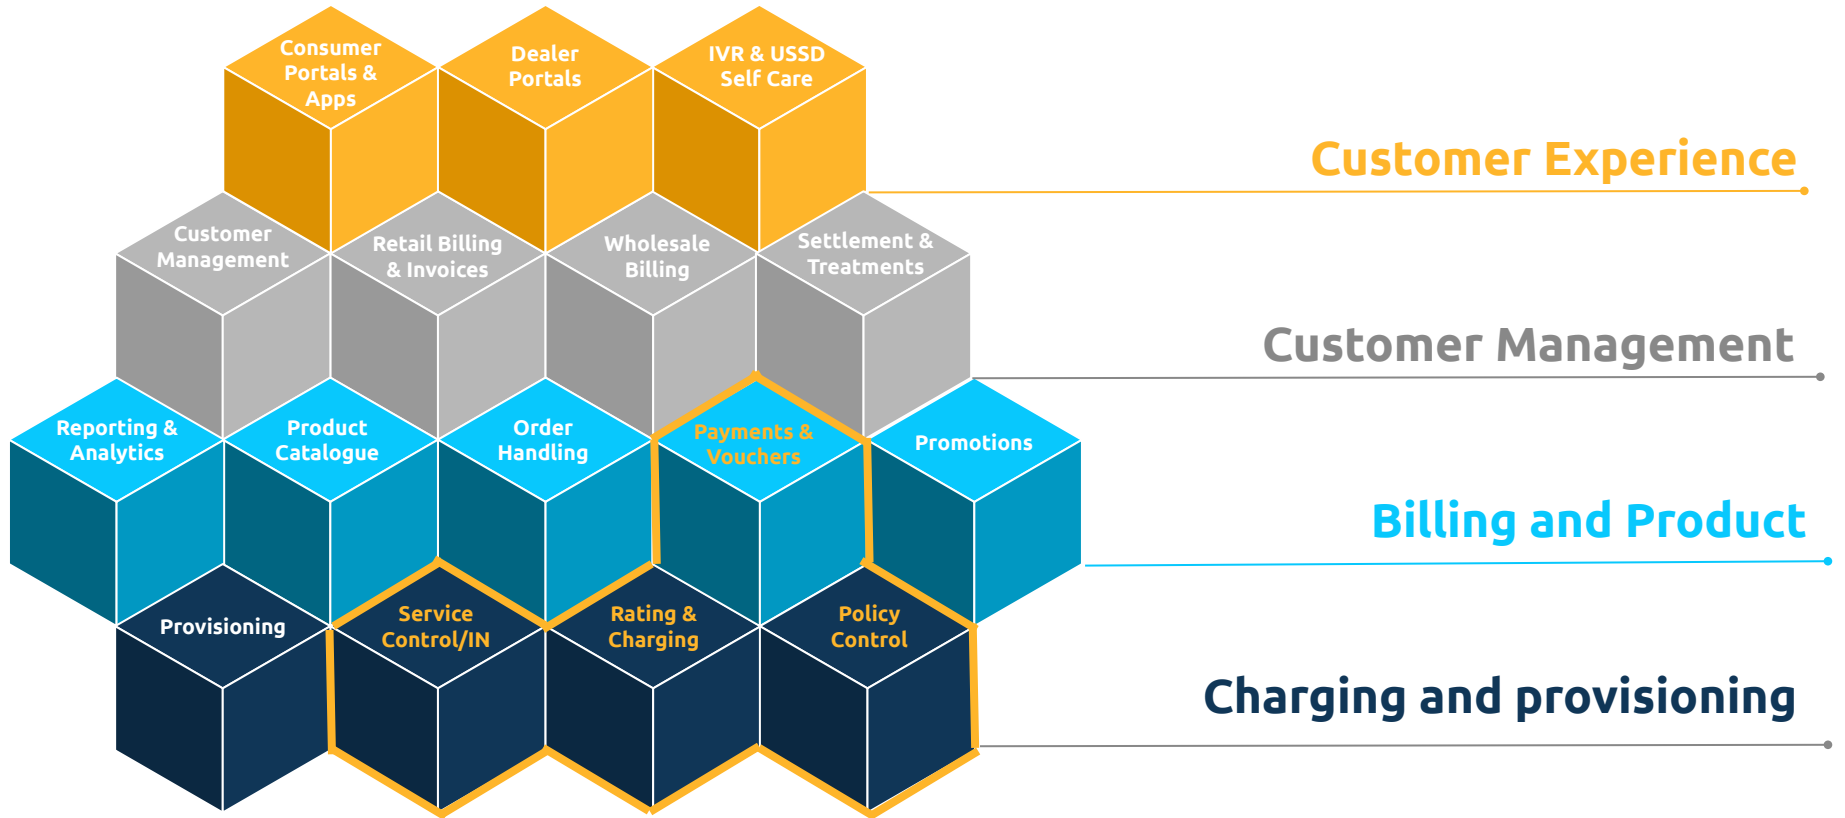 Consumer
Portals &
Apps
Dealer
Portals
IVR & USSD
Self Care
Customer Experience
Customer
Management
Retail Billing
& Invoices
Wholesale
Billing
Settlement &
Treatments
Customer Management
Reporting &
Analytics
Product
Catalogue
Order
Handling
Payments &
Vouchers
Promotions
Billing and Product
Provisioning
Service
Control/IN
Rating &
Charging
Policy
Control
Charging and provisioning